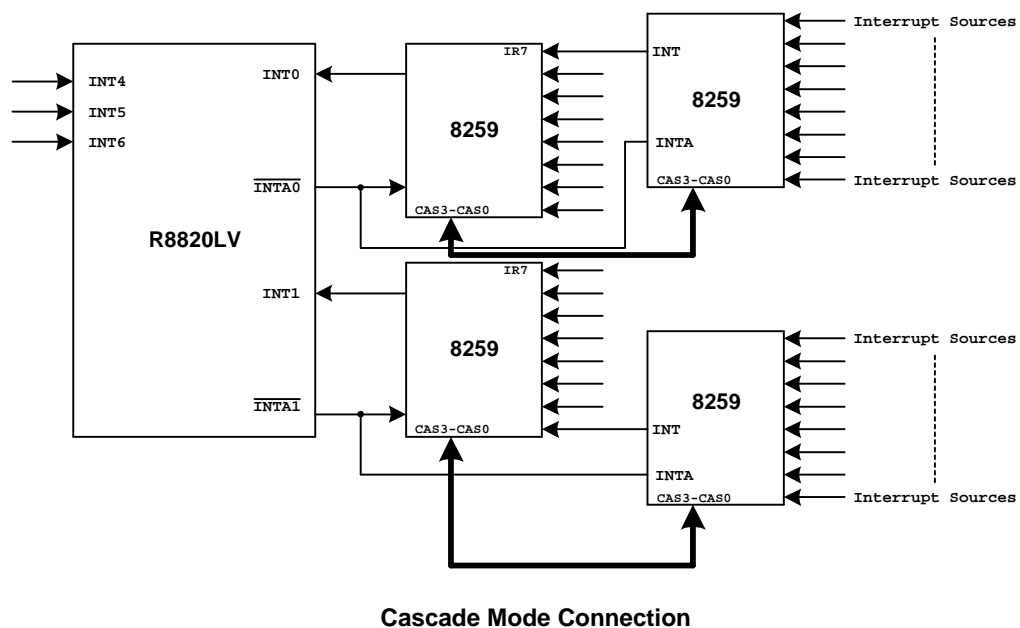 Interrupt Sources
IR7
INT
INT0
INT4
8259
INT5
8259
INT6
INTA
Interrupt Sources
INTA0
CAS3-CAS0
CAS3-CAS0
R8820LV
IR7
INT1
Interrupt Sources
8259
8259
INTA1
CAS3-CAS0
INT
INTA
CAS3-CAS0
Interrupt Sources
Cascade Mode Connection